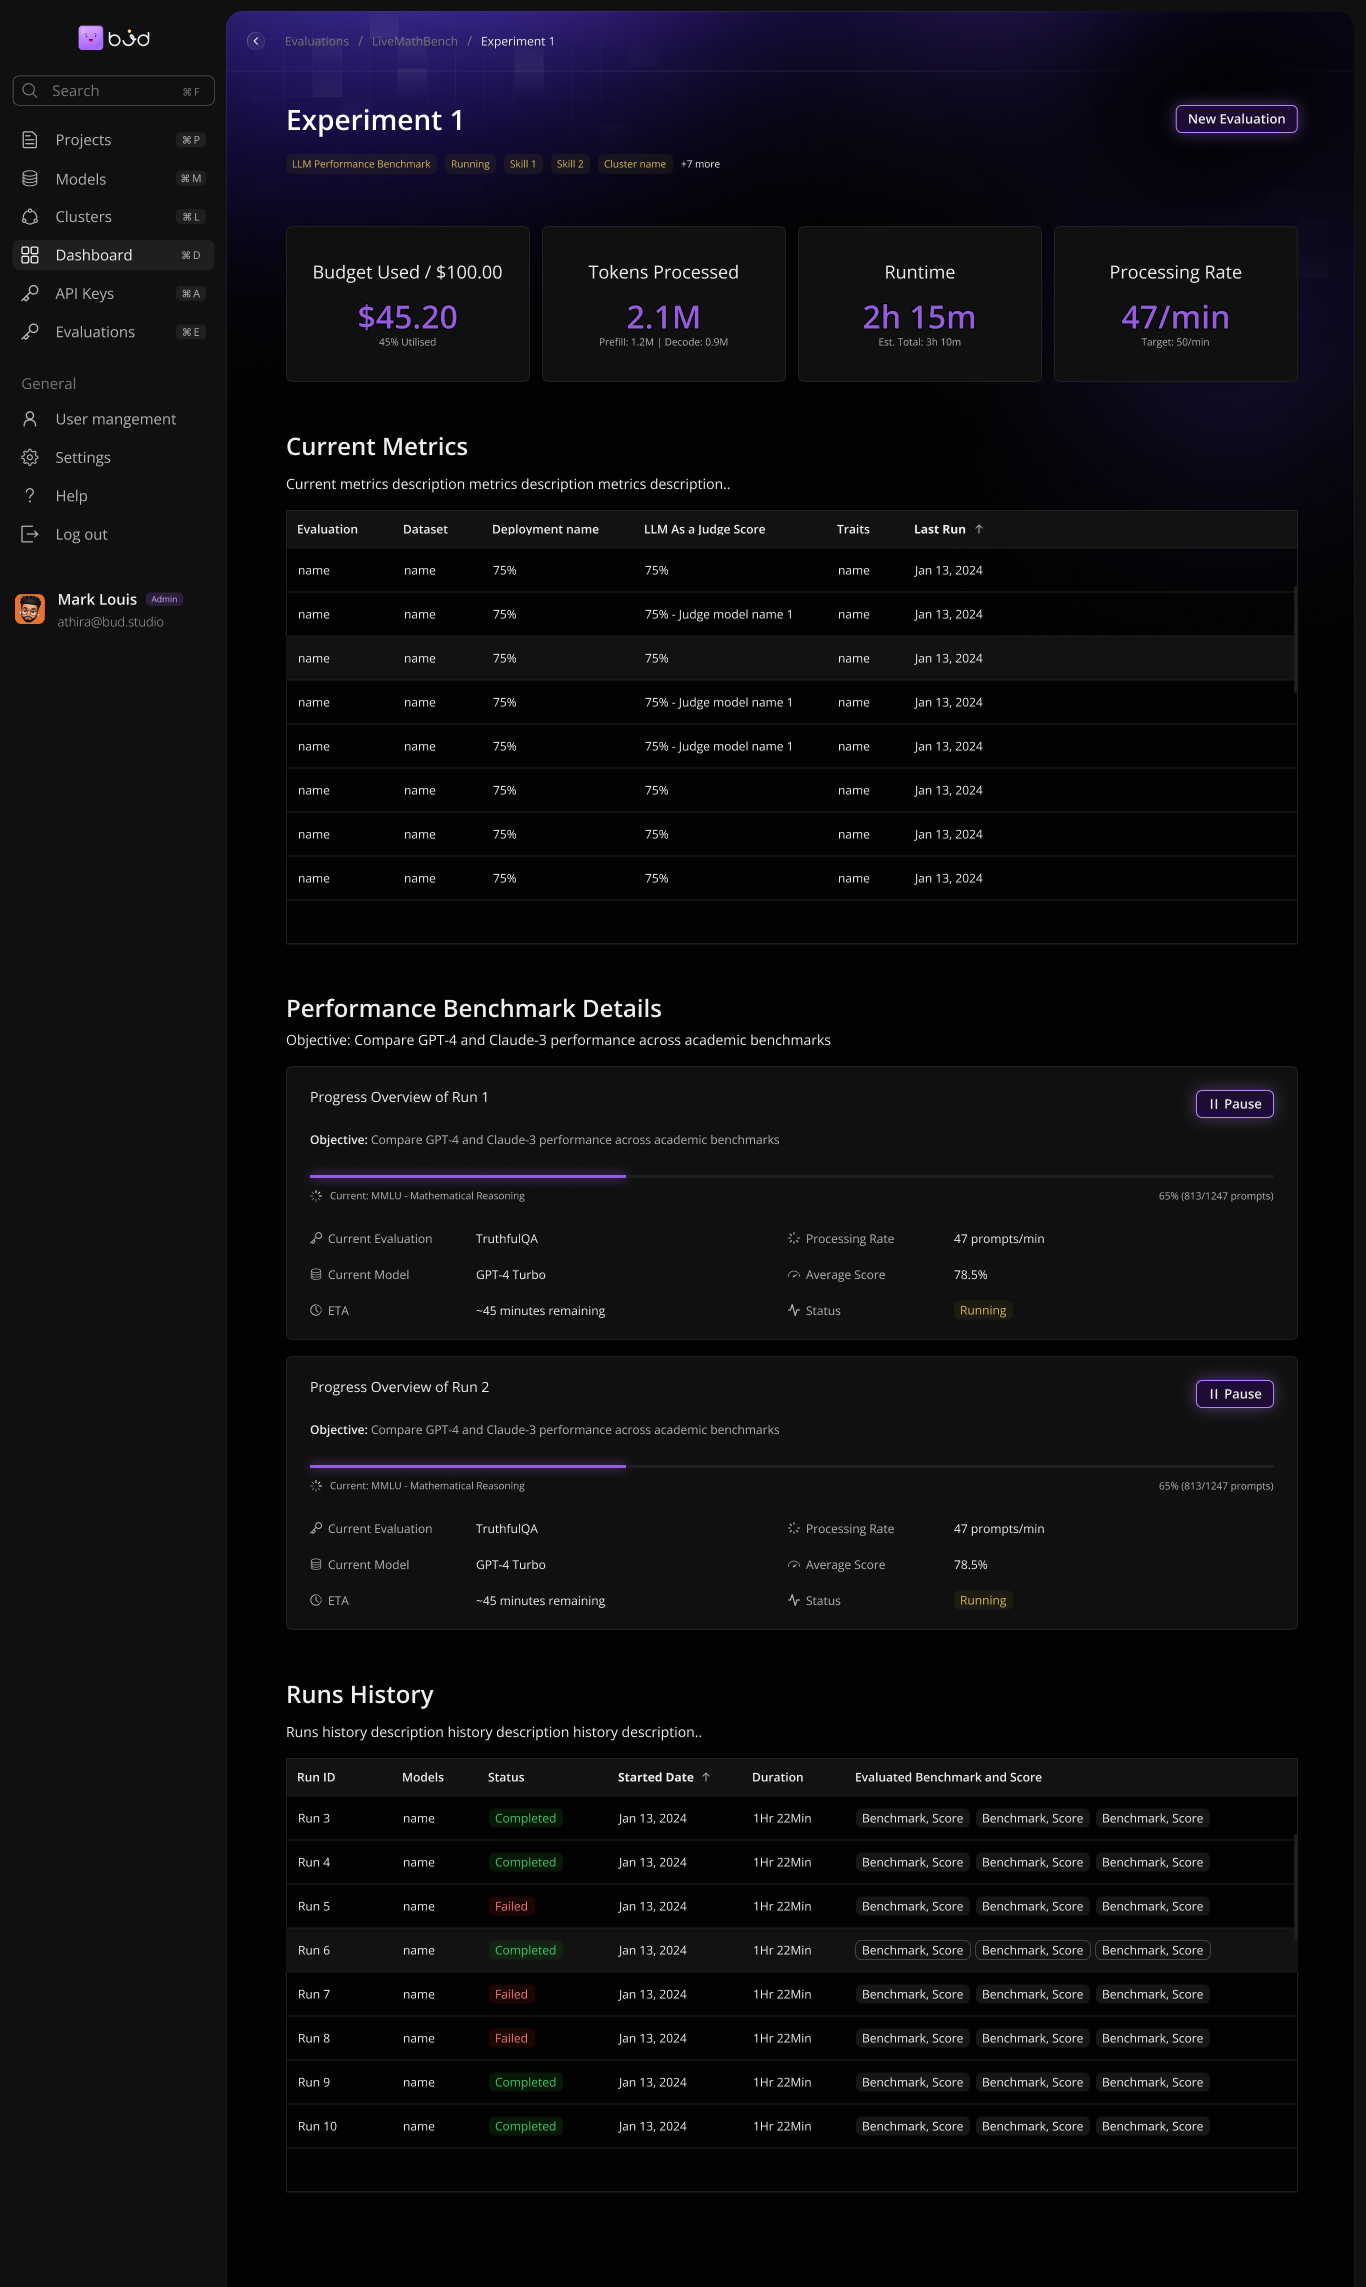 bud
Search ⌘ F
Projects ⌘ P
Models ⌘ M
Clusters ⌘ L
Dashboard ⌘ D
API Keys ⌘ A
Evaluations ⌘ E
General
User mangement
Settings
Help
Log out
Mark Louis Admin
athira@bud.studio
Evaluations / LiveMathBench / Experiment 1
Experiment 1
New Evaluation
LLM Performance Benchmark Running Skill 1 Skill 2 Cluster name +7 more
Budget Used / $100.00
$45.20
45% Utilised
Tokens Processed
2.1M
Prefill: 1.2M | Decode: 0.9M
Runtime
2h 15m
Est. Total: 3h 10m
Processing Rate
47/min
Target: 50/min
Current Metrics
Current metrics description metrics description metrics description..
Evaluation Dataset Deployment name LLM As a Judge Score Traits Last Run ↑
name name 75% 75% name Jan 13, 2024
name name 75% 75% - Judge model name 1 name Jan 13, 2024
name name 75% 75% name Jan 13, 2024
name name 75% 75% - Judge model name 1 name Jan 13, 2024
name name 75% 75% - Judge model name 1 name Jan 13, 2024
name name 75% 75% name Jan 13, 2024
name name 75% 75% name Jan 13, 2024
name name 75% 75% name Jan 13, 2024
Performance Benchmark Details
Objective: Compare GPT-4 and Claude-3 performance across academic benchmarks
Progress Overview of Run 1
Pause
Objective: Compare GPT-4 and Claude-3 performance across academic benchmarks
Current: MMLU - Mathematical Reasoning 65% (813/1247 prompts)
Current Evaluation TruthfulQA Processing Rate 47 prompts/min
Current Model GPT-4 Turbo Average Score 78.5%
ETA ~45 minutes remaining Status Running
Progress Overview of Run 2
Pause
Objective: Compare GPT-4 and Claude-3 performance across academic benchmarks
Current: MMLU - Mathematical Reasoning 65% (813/1247 prompts)
Current Evaluation TruthfulQA Processing Rate 47 prompts/min
Current Model GPT-4 Turbo Average Score 78.5%
ETA ~45 minutes remaining Status Running
Runs History
Runs history description history description history description..
Run ID Models Status Started Date ↑ Duration Evaluated Benchmark and Score
Run 3 name Completed Jan 13, 2024 1Hr 22Min Benchmark, Score Benchmark, Score Benchmark, Score
Run 4 name Completed Jan 13, 2024 1Hr 22Min Benchmark, Score Benchmark, Score Benchmark, Score
Run 5 name Failed Jan 13, 2024 1Hr 22Min Benchmark, Score Benchmark, Score Benchmark, Score
Run 6 name Completed Jan 13, 2024 1Hr 22Min Benchmark, Score Benchmark, Score Benchmark, Score
Run 7 name Failed Jan 13, 2024 1Hr 22Min Benchmark, Score Benchmark, Score Benchmark, Score
Run 8 name Failed Jan 13, 2024 1Hr 22Min Benchmark, Score Benchmark, Score Benchmark, Score
Run 9 name Completed Jan 13, 2024 1Hr 22Min Benchmark, Score Benchmark, Score Benchmark, Score
Run 10 name Completed Jan 13, 2024 1Hr 22Min Benchmark, Score Benchmark, Score Benchmark, Score